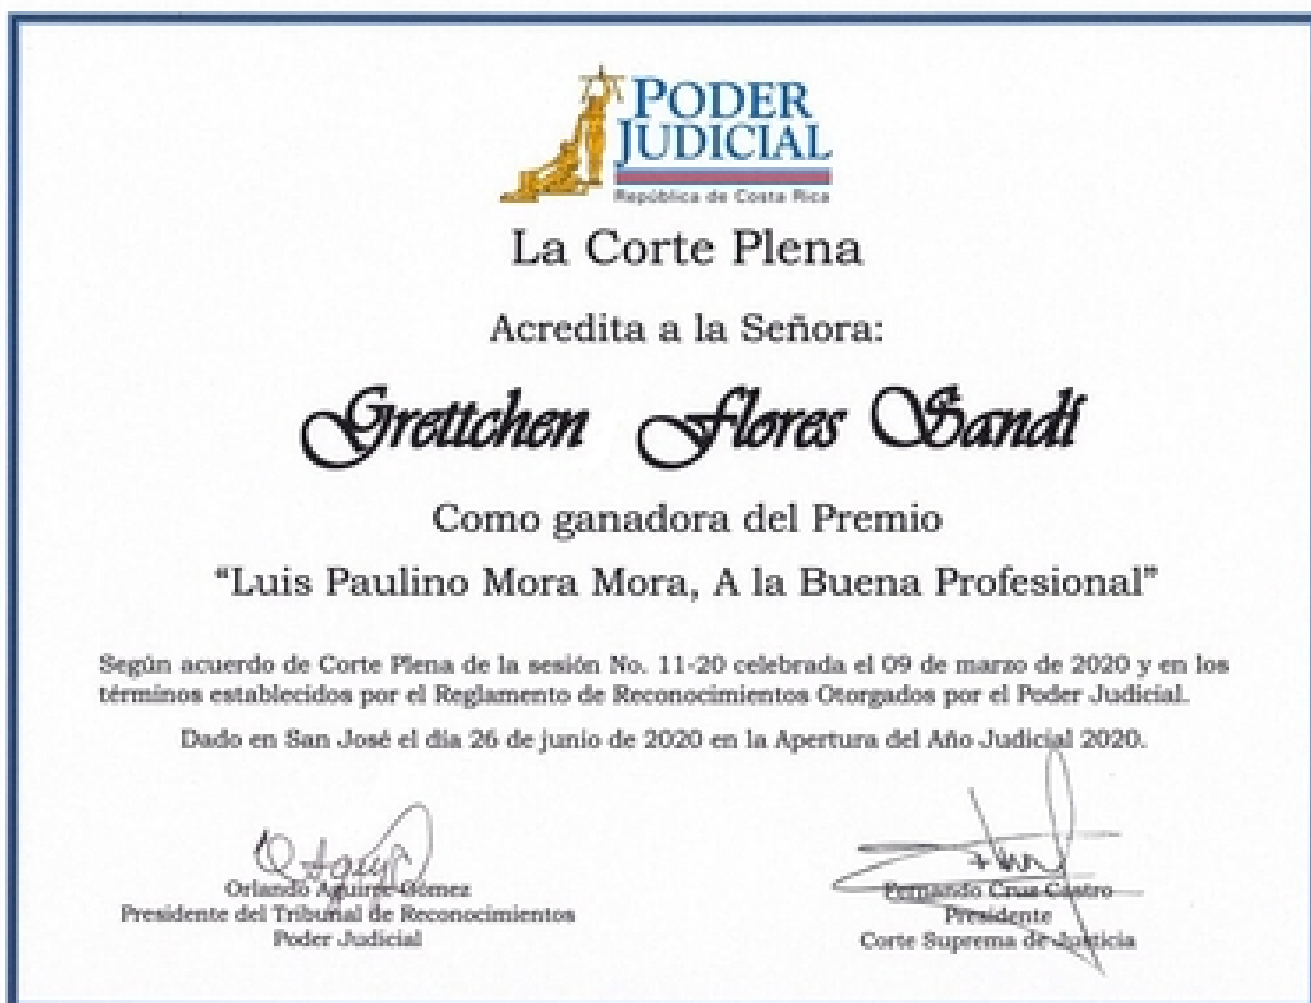 PODER
JUDICIAL
República de Costa Rica
La Corte Plena
Acredita a la Señora:
Grettchen Flores Sandí
Como ganadora del Premio
“Luis Paulino Mora Mora, A la Buena Profesional”
Según acuerdo de Corte Plena de la sesión No. 11-20 celebrada el 09 de marzo de 2020 y en los
términos establecidos por el Reglamento de Reconocimientos Otorgados por el Poder Judicial.
Dado en San José el día 26 de junio de 2020 en la Apertura del Año Judicial 2020.
Orlando Aguirre Gómez
Presidente del Tribunal de Reconocimientos
Poder Judicial
Fernando Cruz Castro
Presidente
Corte Suprema de Justicia